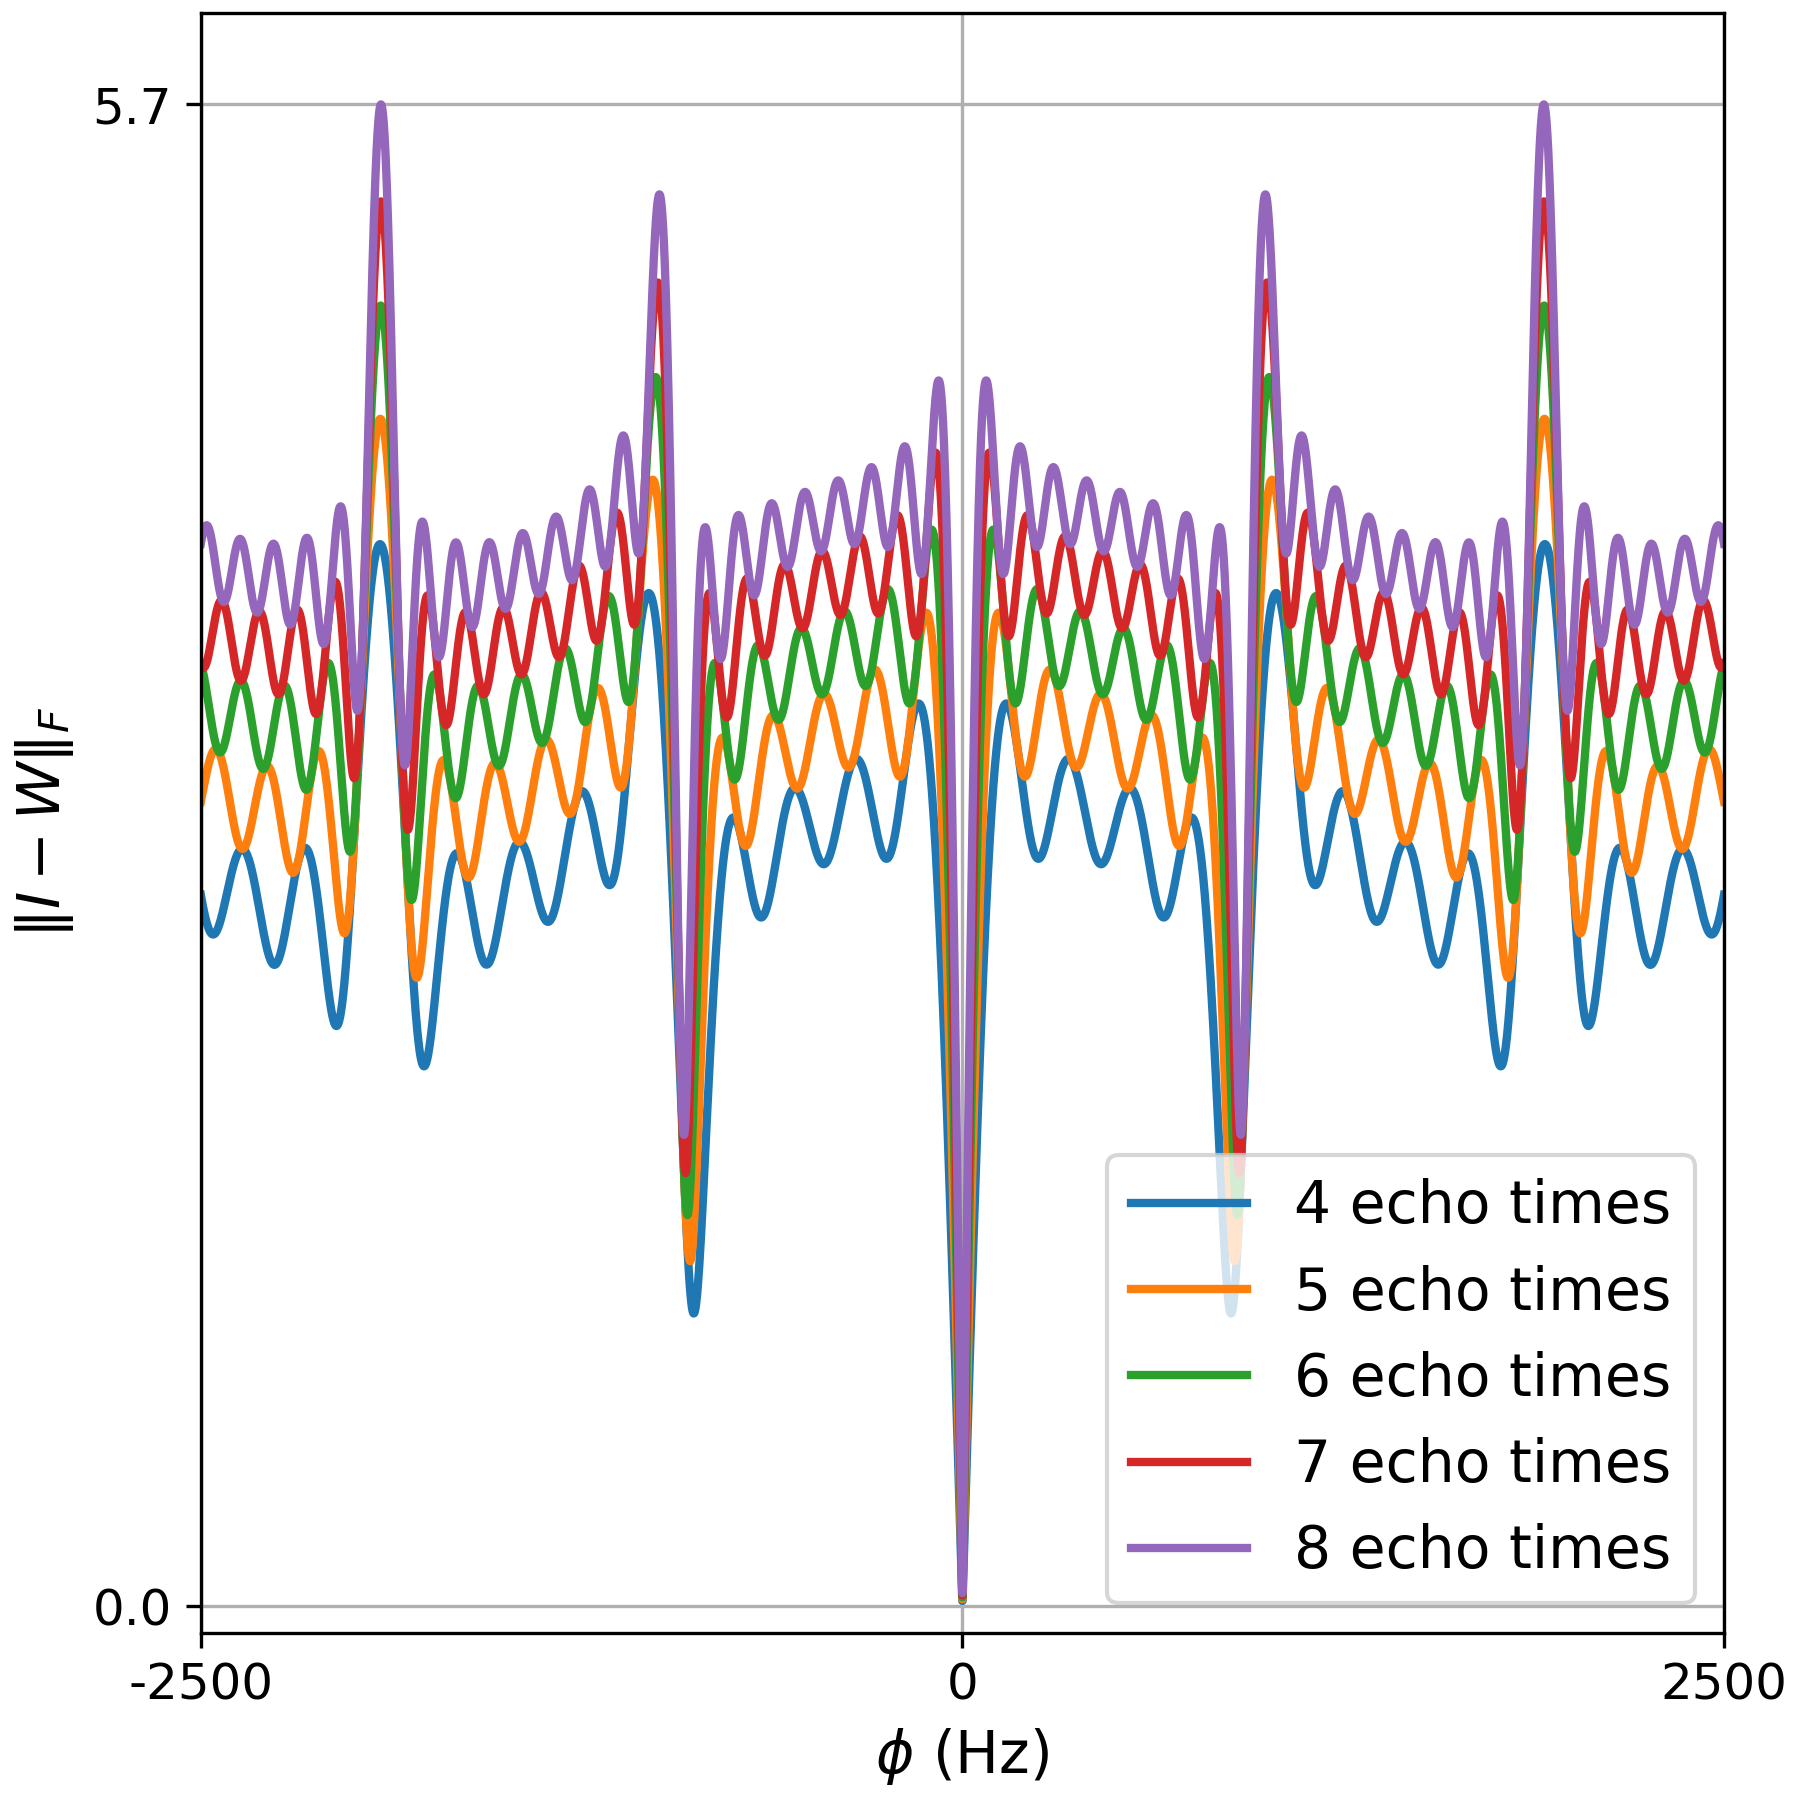 5.7
‖I − W‖F
0.0
-2500
0
2500
ϕ (Hz)
4 echo times
5 echo times
6 echo times
7 echo times
8 echo times